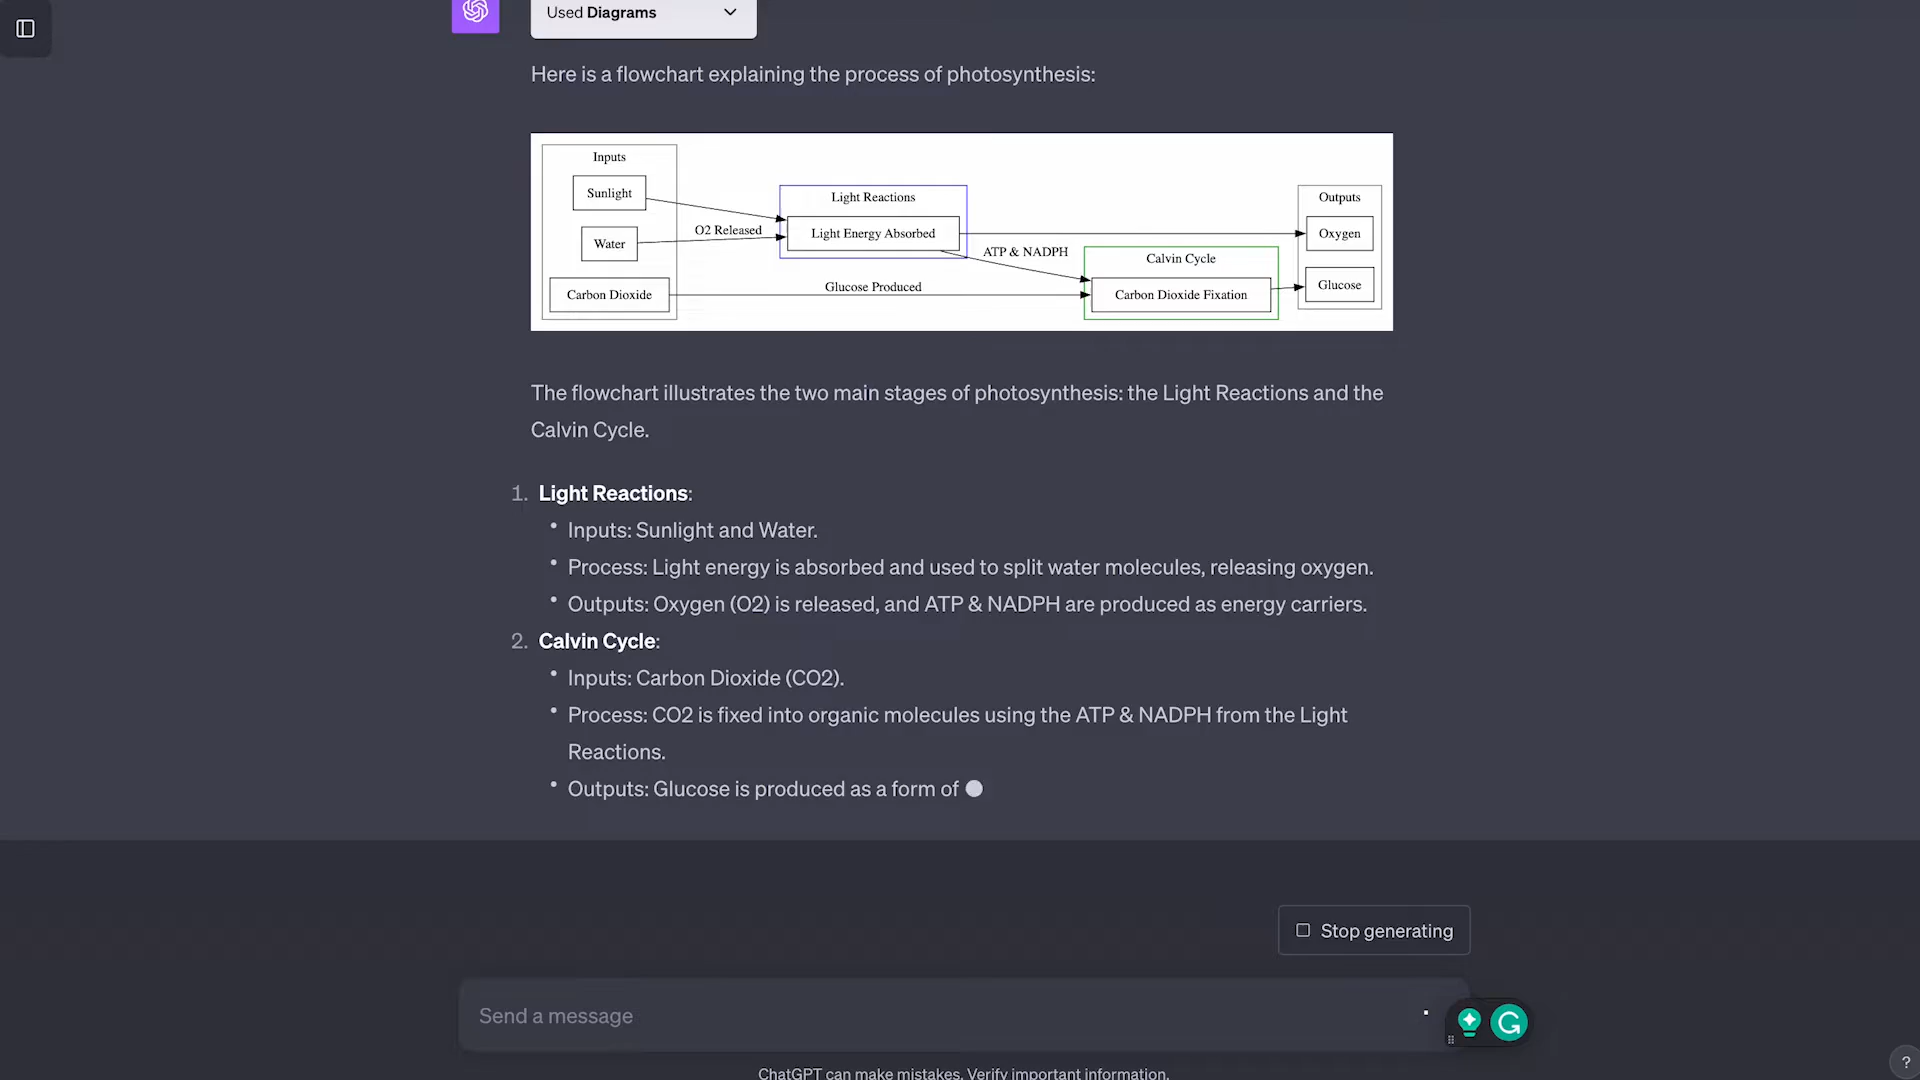 Used Diagrams
Here is a flowchart explaining the process of photosynthesis:
Inputs
Sunlight
Water
Carbon Dioxide
O2 Released
Glucose Produced
Light Reactions
Light Energy Absorbed
ATP & NADPH
Calvin Cycle
Carbon Dioxide Fixation
Outputs
Oxygen
Glucose
The flowchart illustrates the two main stages of photosynthesis: the Light Reactions and the
Calvin Cycle.
1. Light Reactions:
• Inputs: Sunlight and Water.
• Process: Light energy is absorbed and used to split water molecules, releasing oxygen.
• Outputs: Oxygen (O2) is released, and ATP & NADPH are produced as energy carriers.
2. Calvin Cycle:
• Inputs: Carbon Dioxide (CO2).
• Process: CO2 is fixed into organic molecules using the ATP & NADPH from the Light
Reactions.
• Outputs: Glucose is produced as a form of
Stop generating
Send a message
ChatGPT can make mistakes. Verify important information.
?